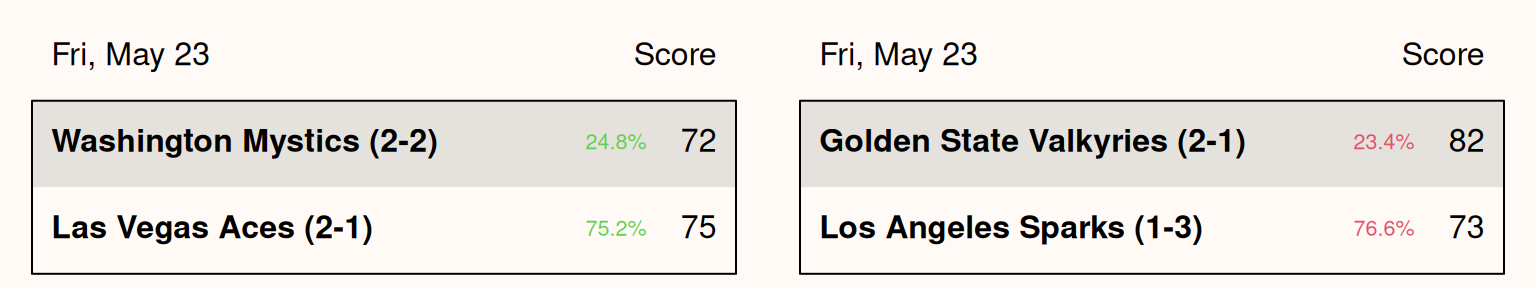 Fri, May 23 Score
Washington Mystics (2-2) 24.8% 72
Las Vegas Aces (2-1) 75.2% 75
Fri, May 23 Score
Golden State Valkyries (2-1) 23.4% 82
Los Angeles Sparks (1-3) 76.6% 73